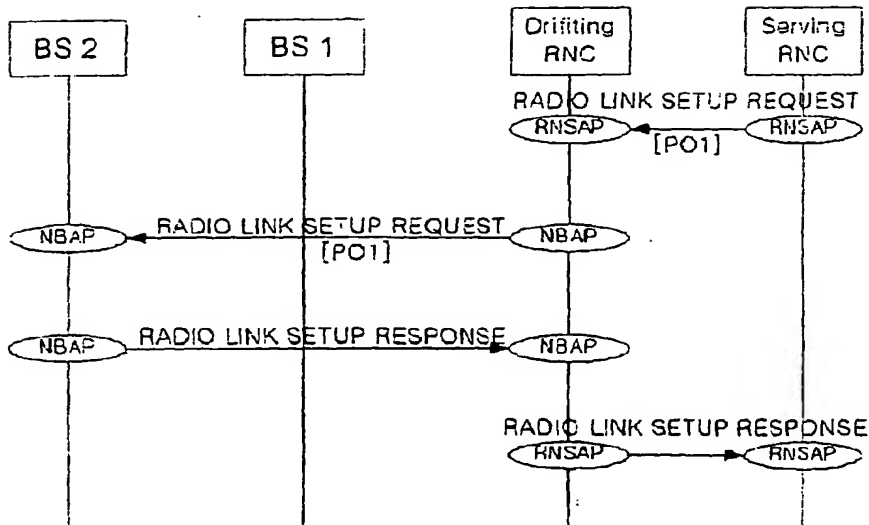 BS 2
BS 1
Drifiting
RNC
Serving
RNC
RADIO LINK SETUP REQUEST
RNSAP
RNSAP
[PO1]
RADIO LINK SETUP REQUEST
NBAP
NBAP
[PO1]
RADIO LINK SETUP RESPONSE
NBAP
NBAP
RADIO LINK SETUP RESPONSE
RNSAP
RNSAP